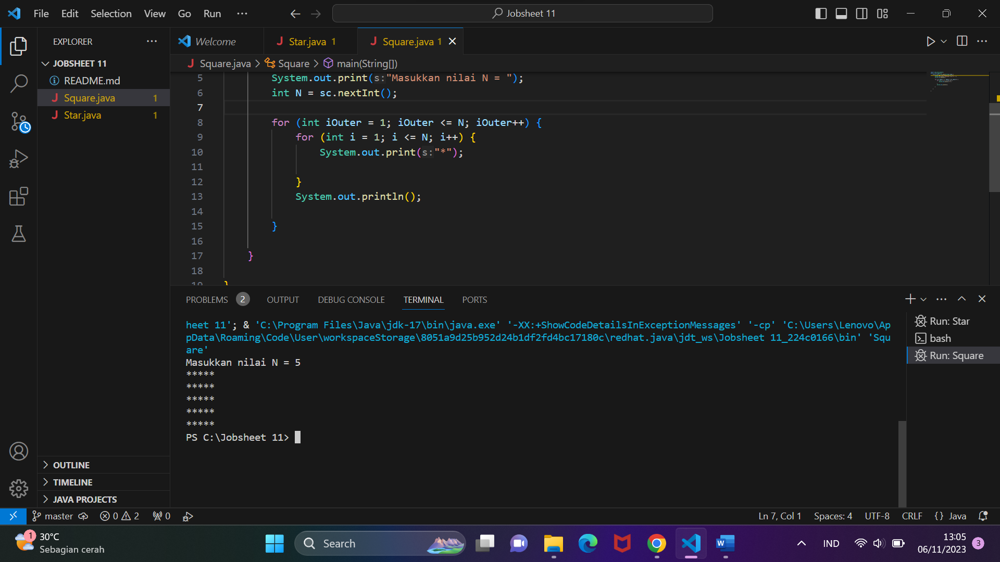 File Edit Selection View Go Run ··· Jobsheet 11
EXPLORER ···
Welcome Star.java 1 Square.java 1
JOBSHEET 11
README.md
Square.java 1
Star.java 1
Square.java > Square > main(String[])
5 System.out.print(s:"Masukkan nilai N = ");
6 int N = sc.nextInt();
7
8 for (int iOuter = 1; iOuter <= N; iOuter++) {
9 for (int i = 1; i <= N; i++) {
10 System.out.print(s:"*");
11
12 }
13 System.out.println();
14
15 }
16
17 }
18
19 }
PROBLEMS 2 OUTPUT DEBUG CONSOLE TERMINAL PORTS
heet 11'; & 'C:\Program Files\Java\jdk-17\bin\java.exe' '-XX:+ShowCodeDetailsInExceptionMessages' '-cp' 'C:\Users\Lenovo\Ap
pData\Roaming\Code\User\workspaceStorage\8051a9d25b952d24b1df2fd4bc17180c\redhat.java\jdt_ws\Jobsheet 11_224c0166\bin' 'Squ
are'
Masukkan nilai N = 5
*****
*****
*****
*****
*****
PS C:\Jobsheet 11>
Run: Star
bash
Run: Square
OUTLINE
TIMELINE
JAVA PROJECTS
master 0 2 0 Ln 7, Col 1 Spaces: 4 UTF-8 CRLF {} Java
1 30°C
Sebagian cerah
Search
W
IND
13:05
06/11/2023
3